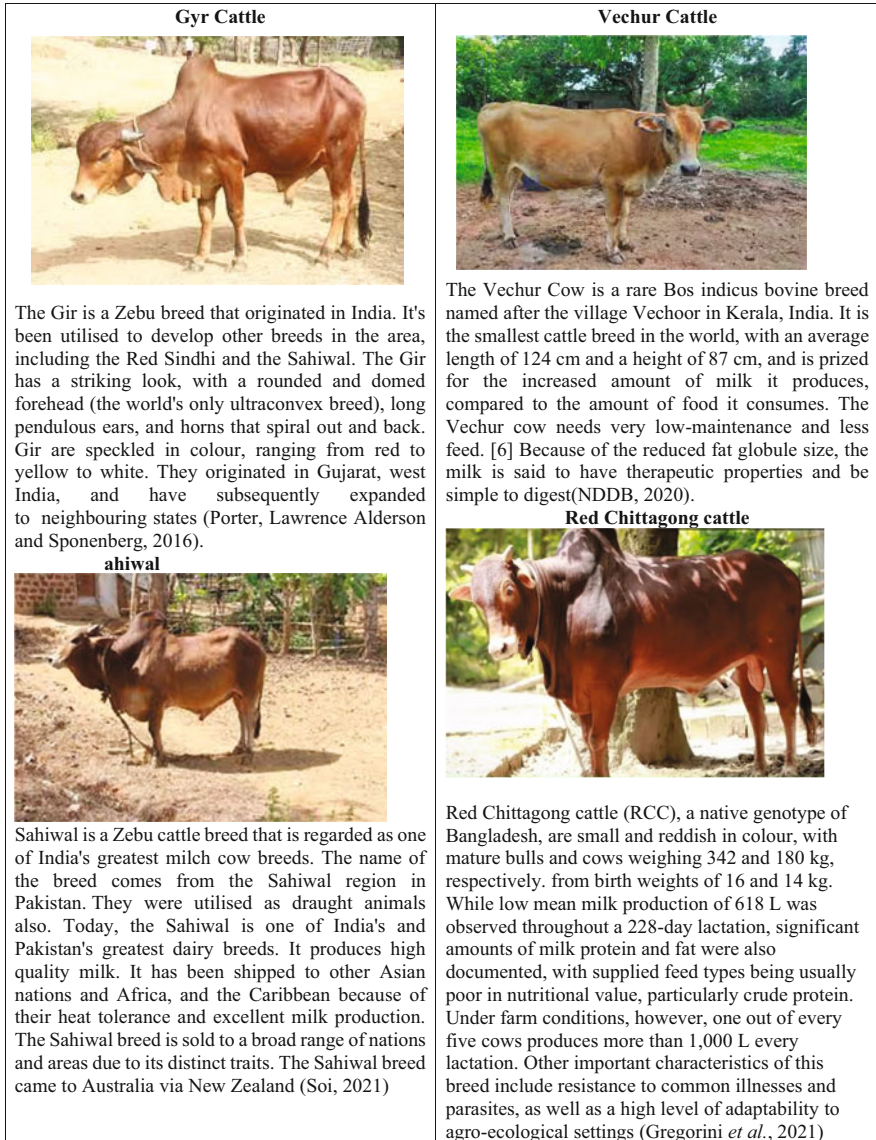 Gyr Cattle
The Gir is a Zebu breed that originated in India. It's
been utilised to develop other breeds in the area,
including the Red Sindhi and the Sahiwal. The Gir
has a striking look, with a rounded and domed
forehead (the world's only ultraconvex breed), long
pendulous ears, and horns that spiral out and back.
Gir are speckled in colour, ranging from red to
yellow to white. They originated in Gujarat, west
India, and have subsequently expanded
to neighbouring states (Porter, Lawrence Alderson
and Sponenberg, 2016).
ahiwal
Sahiwal is a Zebu cattle breed that is regarded as one
of India's greatest milch cow breeds. The name of
the breed comes from the Sahiwal region in
Pakistan. They were utilised as draught animals
also. Today, the Sahiwal is one of India's and
Pakistan's greatest dairy breeds. It produces high
quality milk. It has been shipped to other Asian
nations and Africa, and the Caribbean because of
their heat tolerance and excellent milk production.
The Sahiwal breed is sold to a broad range of nations
and areas due to its distinct traits. The Sahiwal breed
came to Australia via New Zealand (Soi, 2021)
Vechur Cattle
The Vechur Cow is a rare Bos indicus bovine breed
named after the village Vechoor in Kerala, India. It is
the smallest cattle breed in the world, with an average
length of 124 cm and a height of 87 cm, and is prized
for the increased amount of milk it produces,
compared to the amount of food it consumes. The
Vechur cow needs very low-maintenance and less
feed. [6] Because of the reduced fat globule size, the
milk is said to have therapeutic properties and be
simple to digest(NDDB, 2020).
Red Chittagong cattle
Red Chittagong cattle (RCC), a native genotype of
Bangladesh, are small and reddish in colour, with
mature bulls and cows weighing 342 and 180 kg,
respectively. from birth weights of 16 and 14 kg.
While low mean milk production of 618 L was
observed throughout a 228-day lactation, significant
amounts of milk protein and fat were also
documented, with supplied feed types being usually
poor in nutritional value, particularly crude protein.
Under farm conditions, however, one out of every
five cows produces more than 1,000 L every
lactation. Other important characteristics of this
breed include resistance to common illnesses and
parasites, as well as a high level of adaptability to
agro-ecological settings (Gregorini et al., 2021)